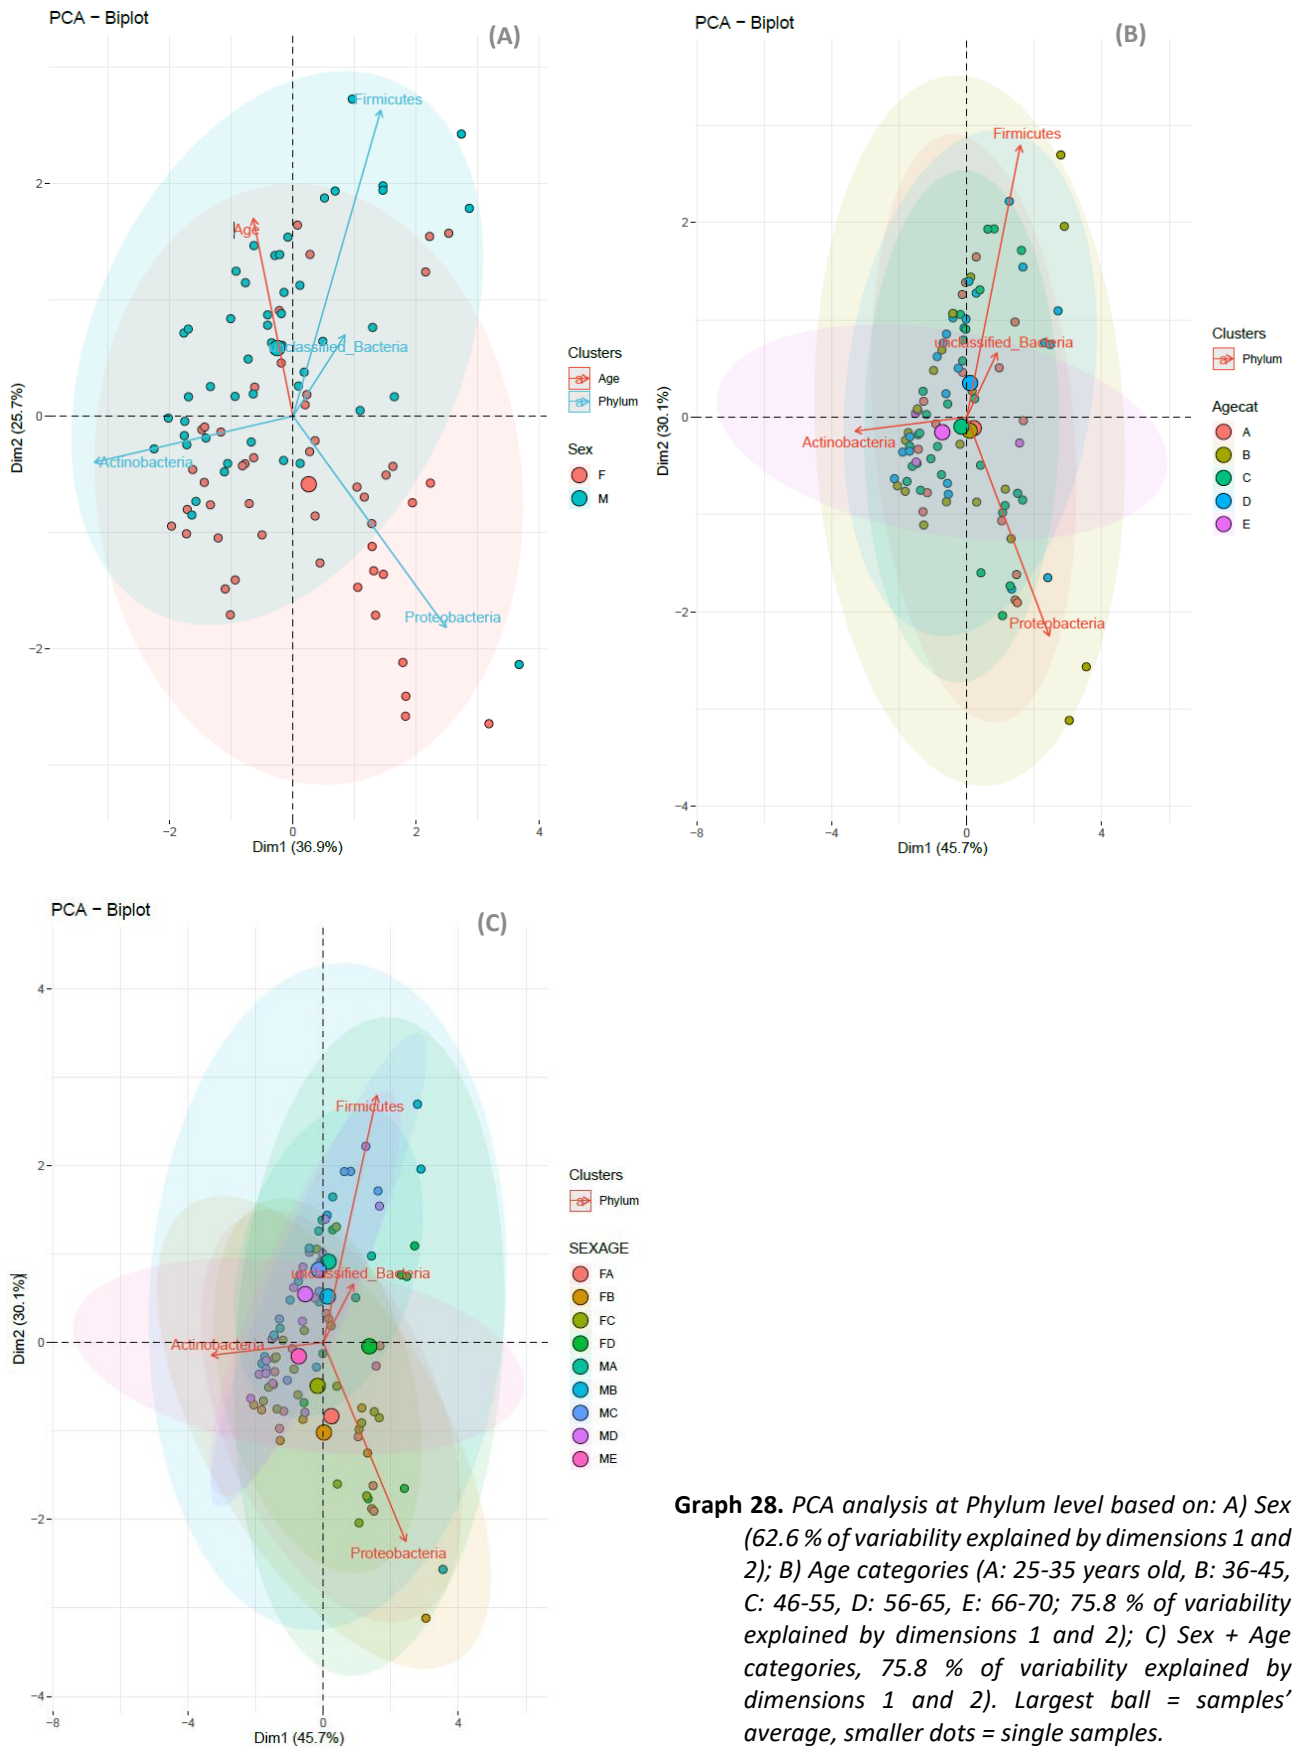 PCA − Biplot
(A)
Firmicutes
Age
unclassified_Bacteria
Actinobacteria
Proteobacteria
2
0
−2
Dim2 (25.7%)
−2
0
2
4
Dim1 (36.9%)
Clusters
a Age
a Phylum
Sex
F
M
PCA − Biplot
(B)
Firmicutes
unclassified_Bacteria
Actinobacteria
Proteobacteria
2
0
−2
−4
Dim2 (30.1%)
−8
−4
0
4
Dim1 (45.7%)
Clusters
a Phylum
Agecat
A
B
C
D
E
PCA − Biplot
(C)
Firmicutes
unclassified_Bacteria
Actinobacteria
Proteobacteria
4
2
0
−2
−4
Dim2 (30.1%)
−8
−4
0
4
Dim1 (45.7%)
Clusters
a Phylum
SEXAGE
FA
FB
FC
FD
MA
MB
MC
MD
ME
Graph 28. PCA analysis at Phylum level based on: A) Sex
(62.6 % of variability explained by dimensions 1 and
2); B) Age categories (A: 25-35 years old, B: 36-45,
C: 46-55, D: 56-65, E: 66-70; 75.8 % of variability
explained by dimensions 1 and 2); C) Sex + Age
categories, 75.8 % of variability explained by
dimensions 1 and 2). Largest ball = samples’
average, smaller dots = single samples.